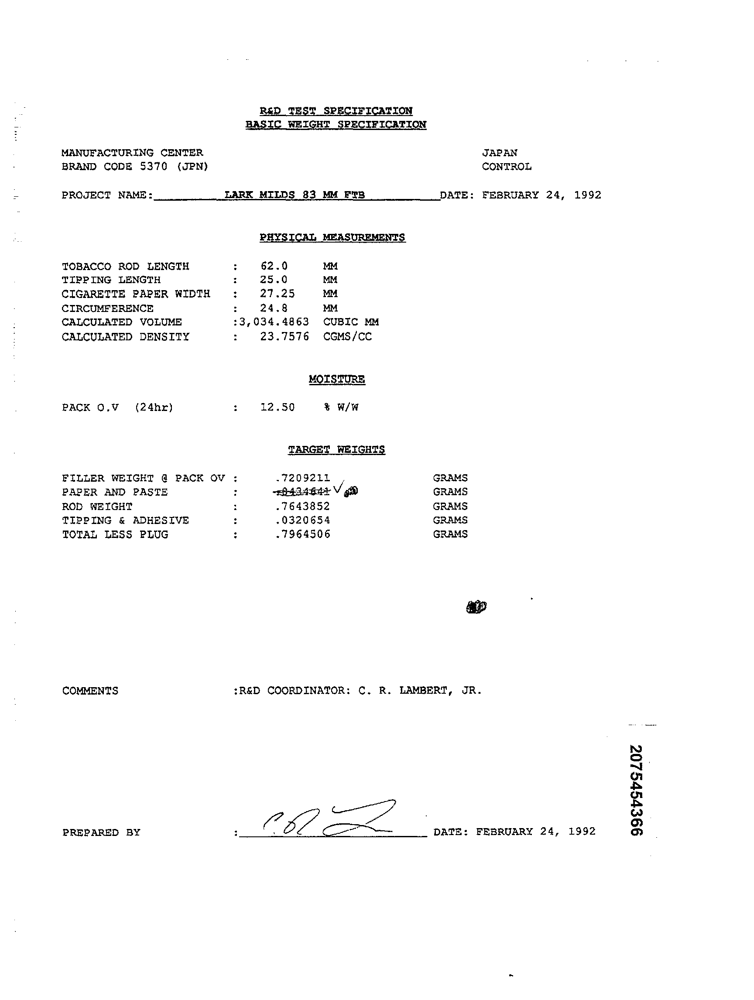 R&D TEST SPECIFICATION
BASIC WEIGHT SPECIFICATION
MANUFACTURING CENTER JAPAN
BRAND CODE 5370 (JPN) CONTROL
PROJECT NAME: LARK MILDS 83 MM FTB DATE: FEBRUARY 24, 1992
PHYSICAL MEASUREMENTS
TOBACCO ROD LENGTH : 62.0 MM
TIPPING LENGTH : 25.0 MM
CIGARETTE PAPER WIDTH : 27.25 MM
CIRCUMFERENCE : 24.8 MM
CALCULATED VOLUME :3,034.4863 CUBIC MM
CALCULATED DENSITY : 23.7576 CGMS/CC
MOISTURE
PACK O.V (24hr) : 12.50 % W/W
TARGET WEIGHTS
FILLER WEIGHT @ PACK OV : .7209211 GRAMS
PAPER AND PASTE : GRAMS
ROD WEIGHT : .7643852 GRAMS
TIPPING & ADHESIVE : .0320654 GRAMS
TOTAL LESS PLUG : .7964506 GRAMS
COMMENTS :R&D COORDINATOR: C. R. LAMBERT, JR.
PREPARED BY : DATE: FEBRUARY 24, 1992
2075454366